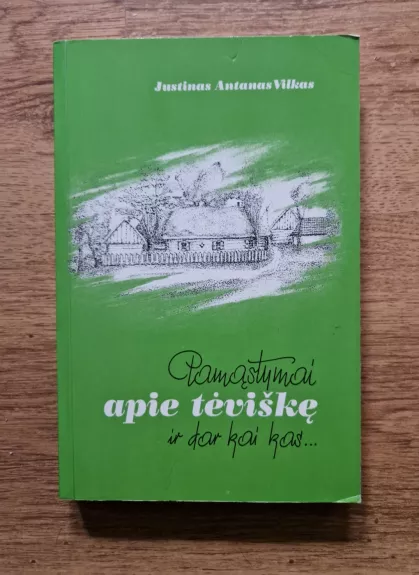 Justinas Antanas Vilkas
Pamąstymai
apie tėviškę
ir dar kai kas...